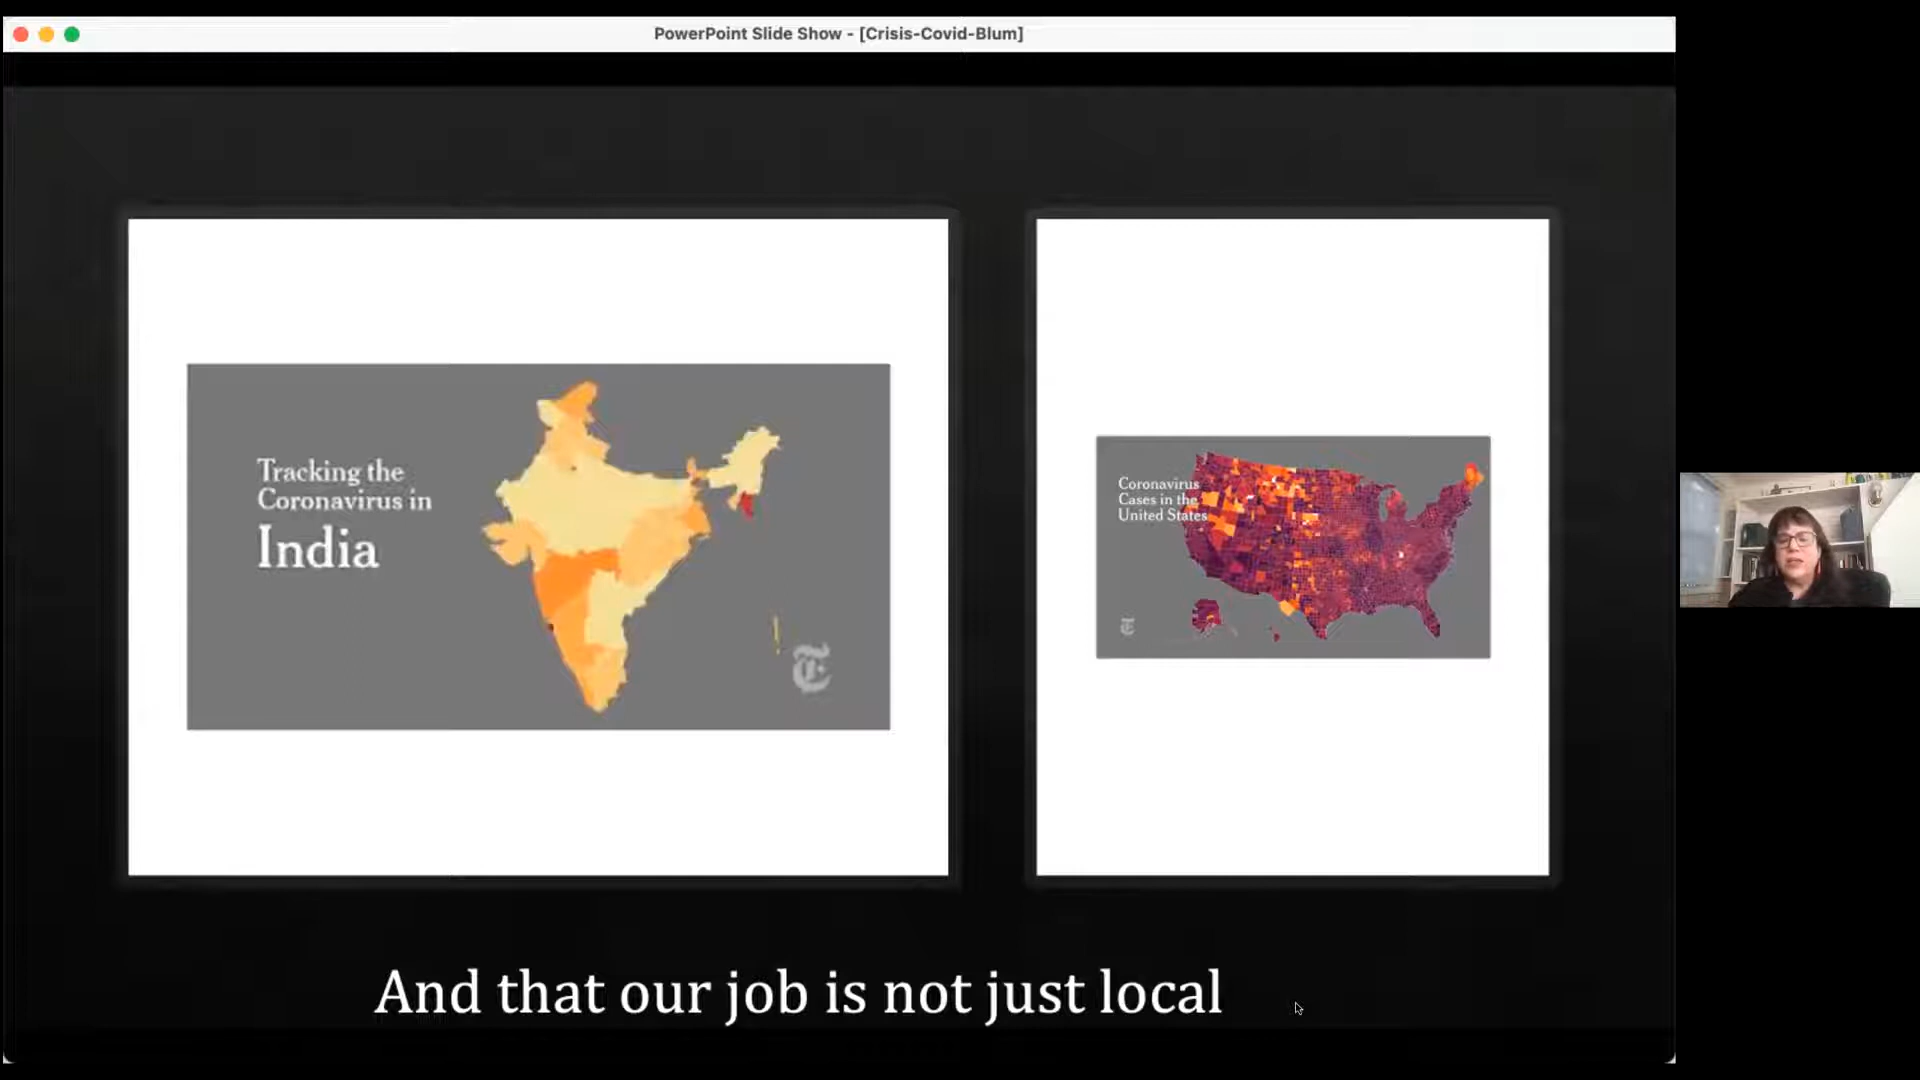 PowerPoint Slide Show - [Crisis-Covid-Blum]
Tracking the
Coronavirus in
India
Coronavirus
Cases in the
United States
And that our job is not just local